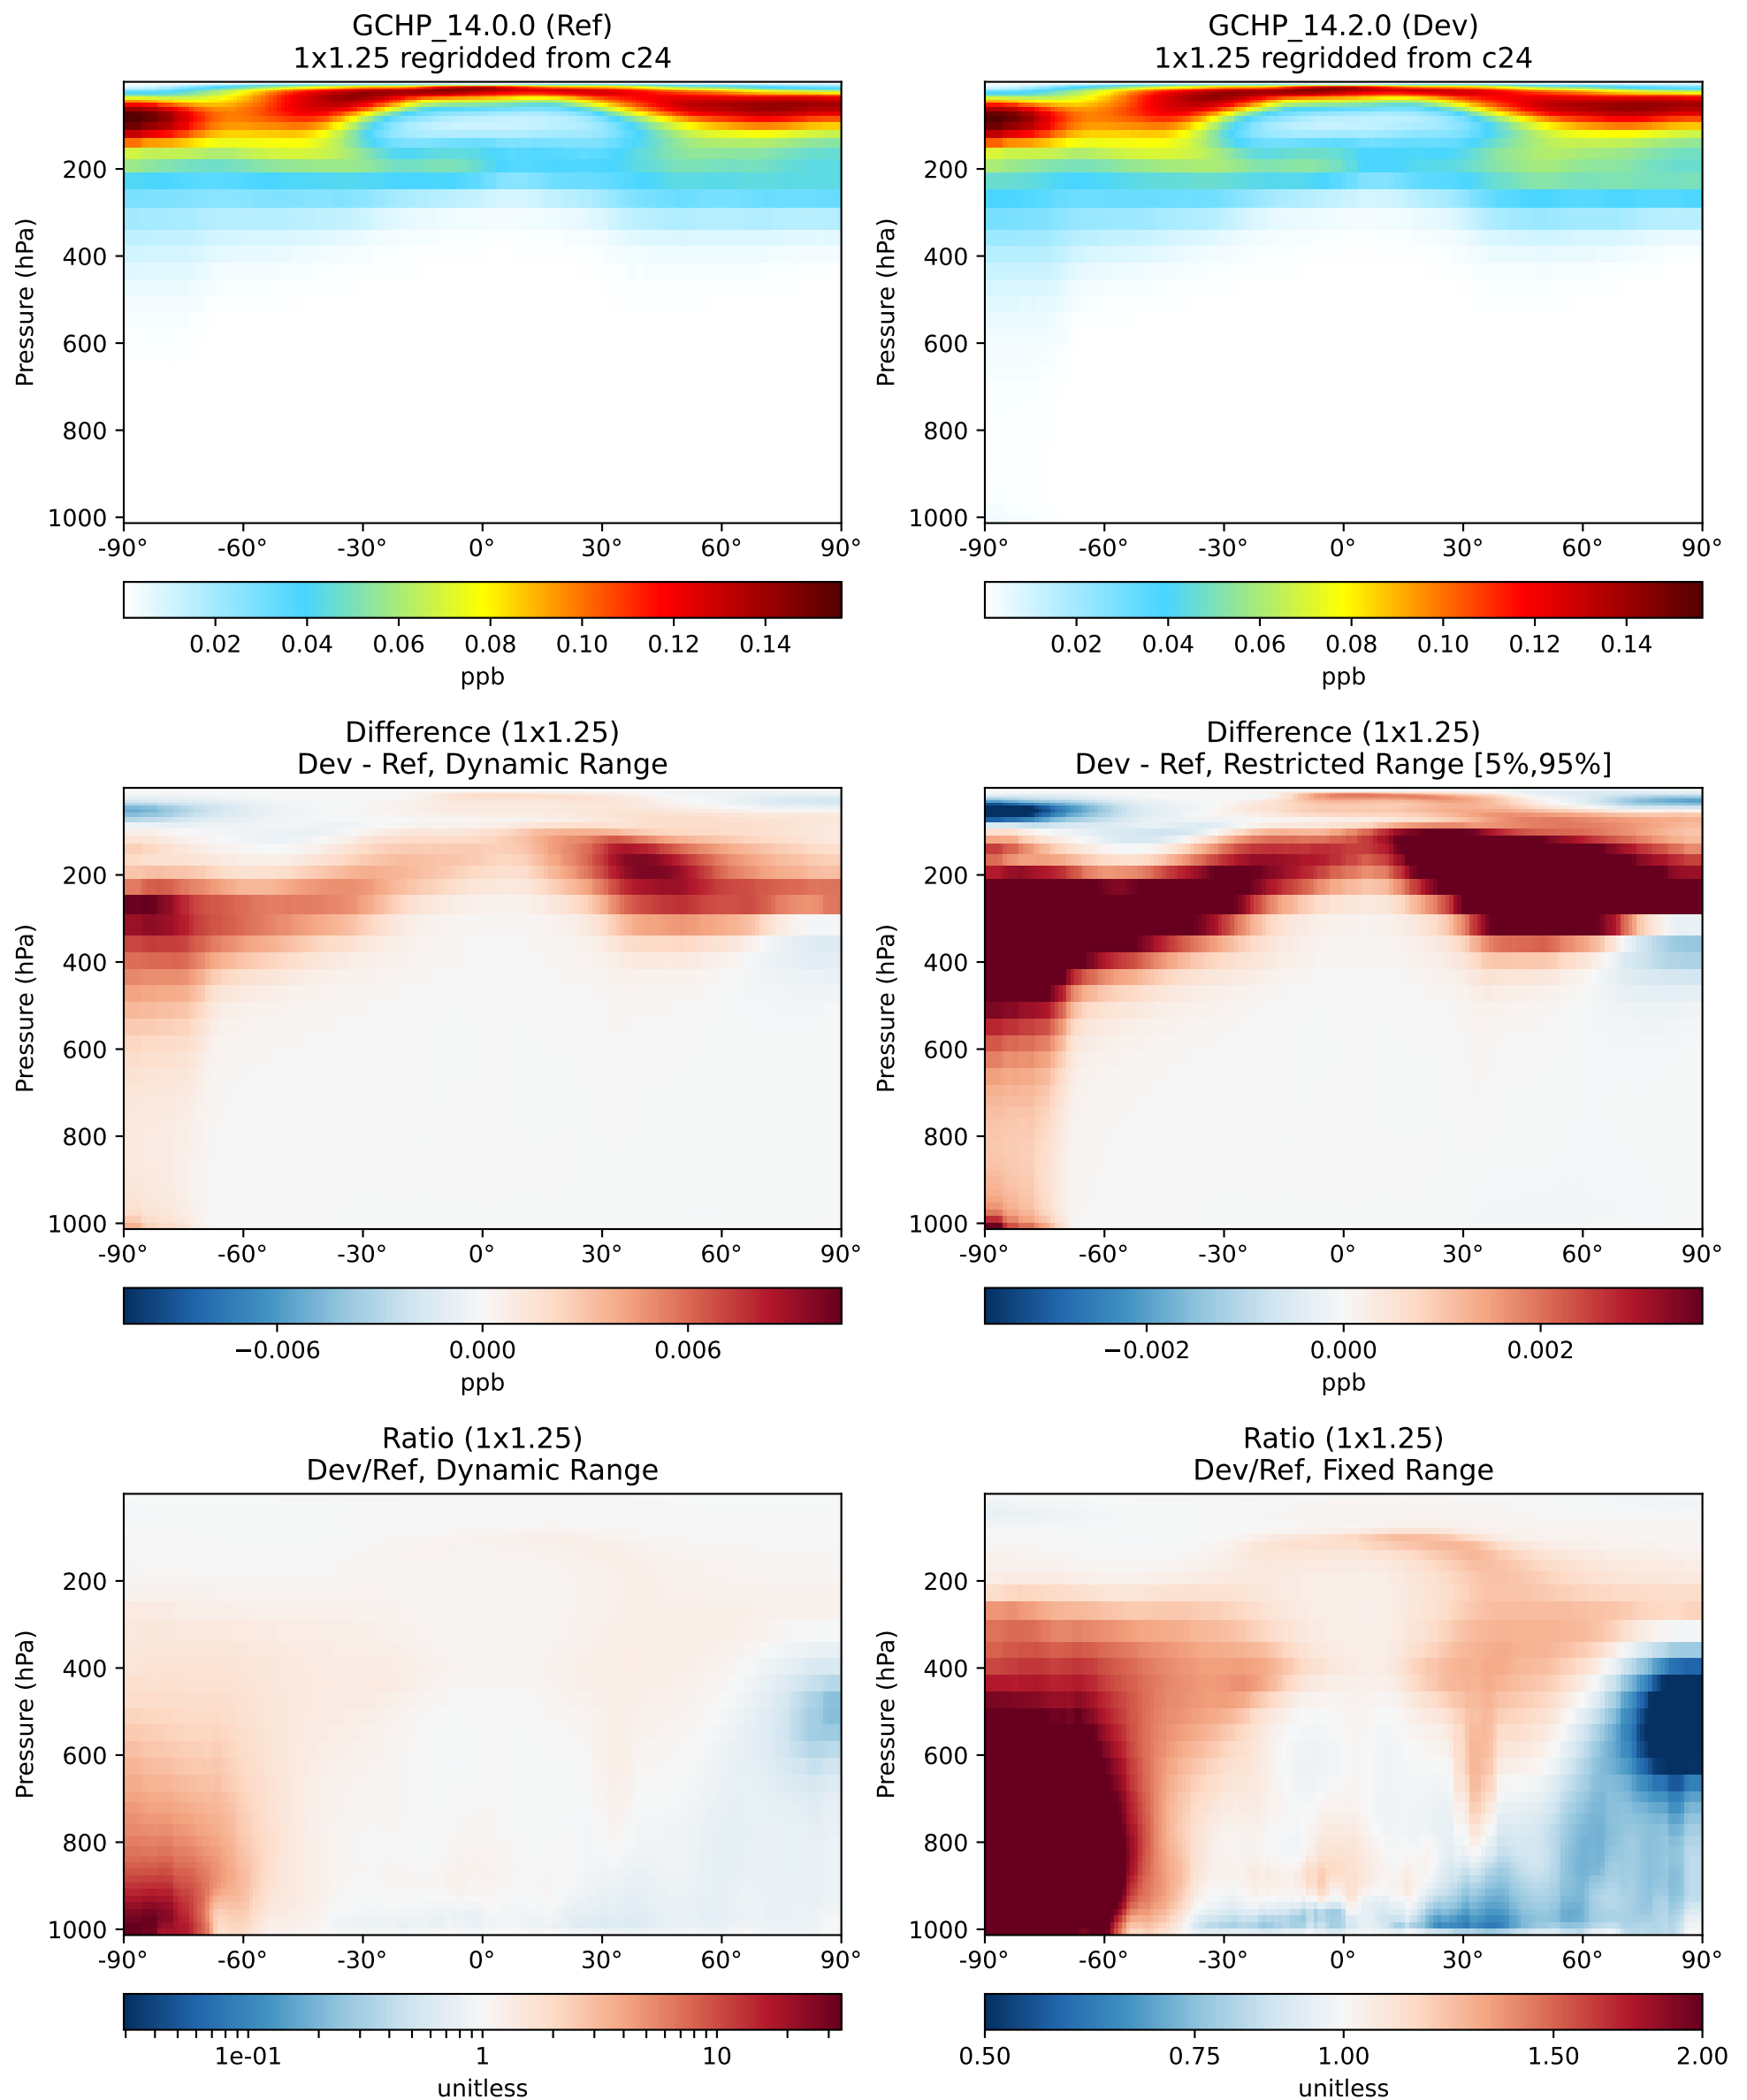 GCHP_14.0.0 (Ref)
1x1.25 regridded from c24
Pressure (hPa)
200
400
600
800
1000
-90° -60° -30° 0° 30° 60° 90°
0.02 0.04 0.06 0.08 0.10 0.12 0.14
ppb
GCHP_14.2.0 (Dev)
1x1.25 regridded from c24
Pressure (hPa)
200
400
600
800
1000
-90° -60° -30° 0° 30° 60° 90°
0.02 0.04 0.06 0.08 0.10 0.12 0.14
ppb
Difference (1x1.25)
Dev - Ref, Dynamic Range
Pressure (hPa)
200
400
600
800
1000
-90° -60° -30° 0° 30° 60° 90°
−0.006 0.000 0.006
ppb
Difference (1x1.25)
Dev - Ref, Restricted Range [5%,95%]
Pressure (hPa)
200
400
600
800
1000
-90° -60° -30° 0° 30° 60° 90°
−0.002 0.000 0.002
ppb
Ratio (1x1.25)
Dev/Ref, Dynamic Range
Pressure (hPa)
200
400
600
800
1000
-90° -60° -30° 0° 30° 60° 90°
1e-01 1 10
unitless
Ratio (1x1.25)
Dev/Ref, Fixed Range
Pressure (hPa)
200
400
600
800
1000
-90° -60° -30° 0° 30° 60° 90°
0.50 0.75 1.00 1.50 2.00
unitless